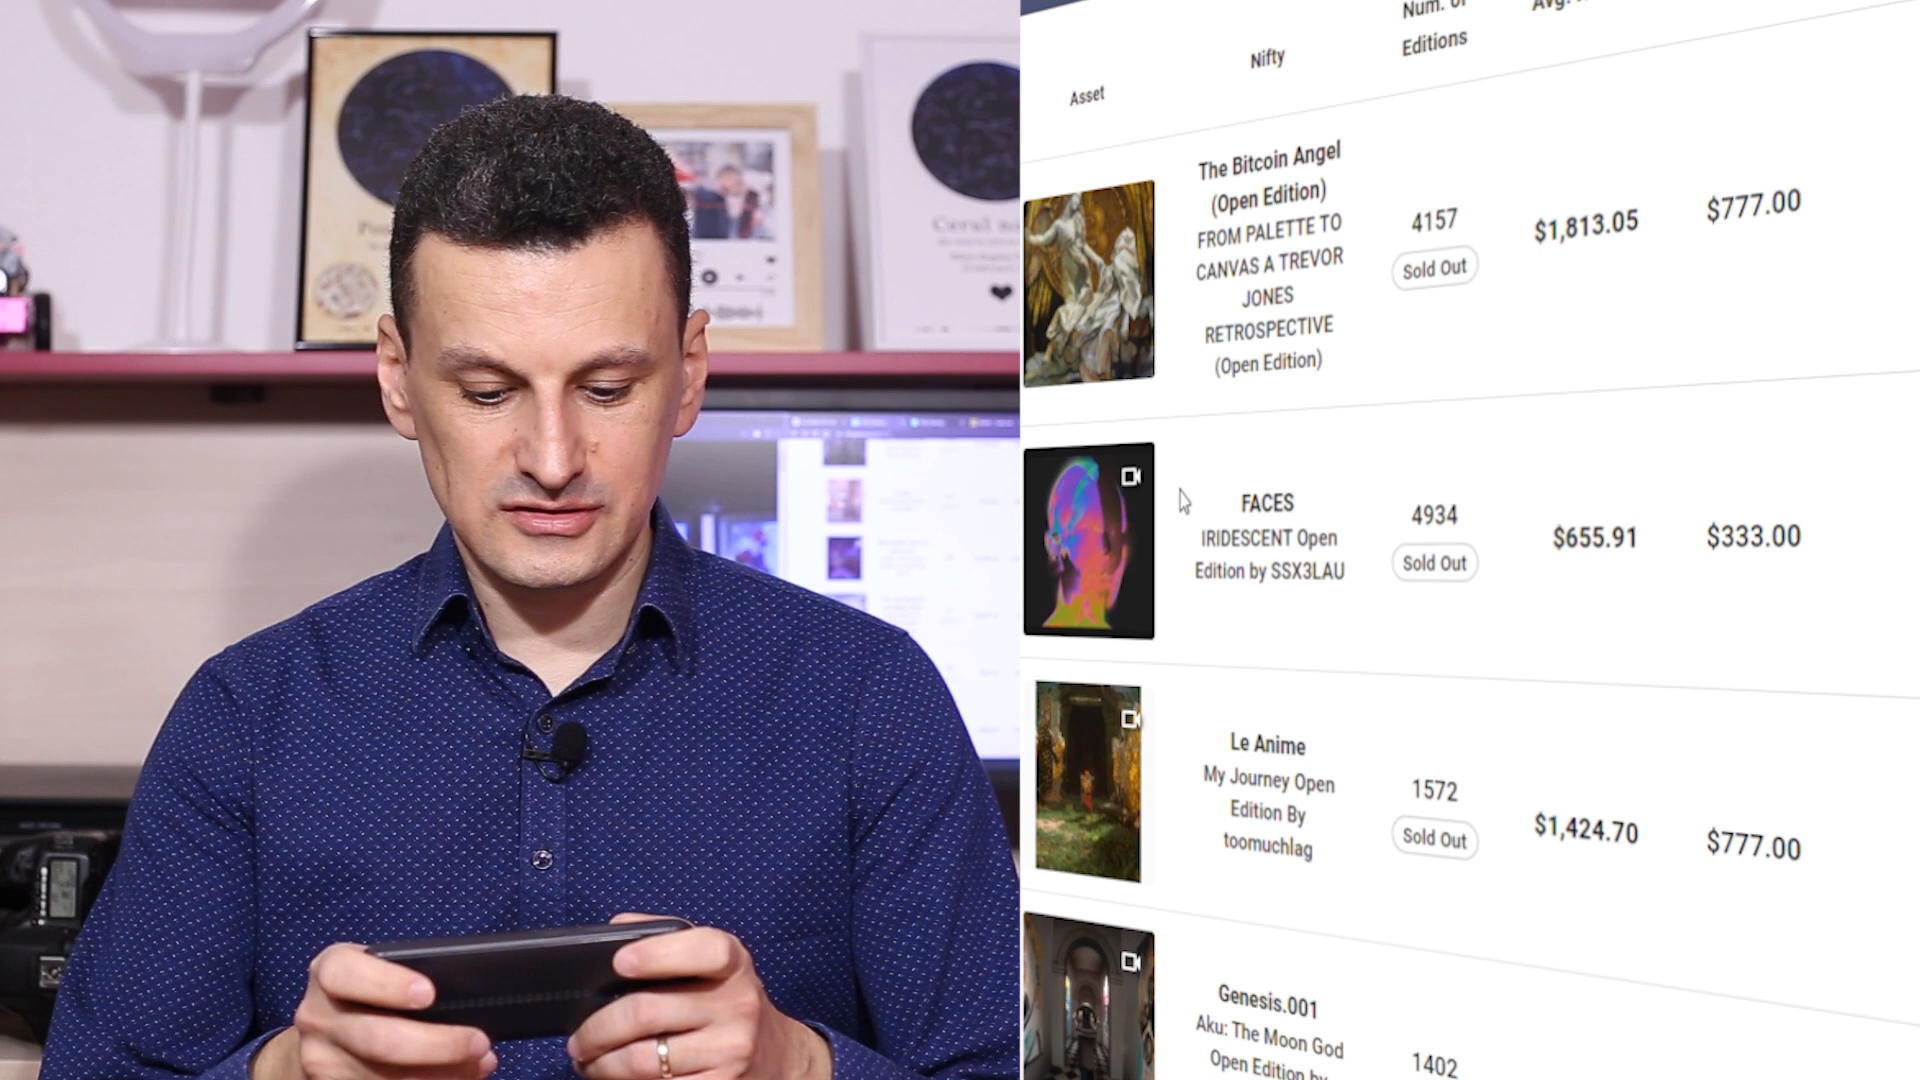 Num. of
Editions
Nifty
Asset
The Bitcoin Angel
(Open Edition)
FROM PALETTE TO
CANVAS A TREVOR
JONES
RETROSPECTIVE
(Open Edition)
4157
Sold Out
$1,813.05
$777.00
FACES
IRIDESCENT Open
Edition by SSX3LAU
4934
Sold Out
$655.91
$333.00
Le Anime
My Journey Open
Edition By
toomuchlag
1572
Sold Out
$1,424.70
$777.00
Genesis.001
Aku: The Moon God
Open Edition by
1402